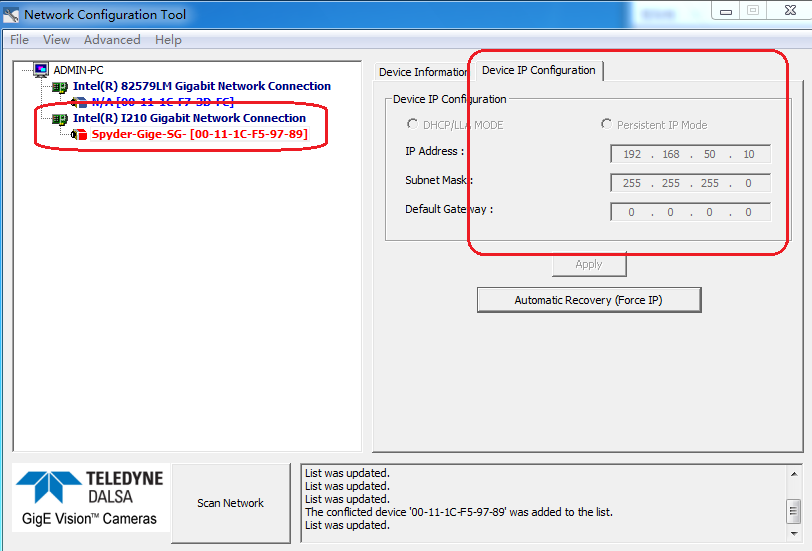 Network Configuration Tool
File View Advanced Help
ADMIN-PC
Intel(R) 82579LM Gigabit Network Connection
N/A [00-11-1C-F7-3D-FC]
Intel(R) I210 Gigabit Network Connection
Spyder-Gige-SG- [00-11-1C-F5-97-89]
Device Information Device IP Configuration
Device IP Configuration
DHCP/LLA MODE Persistent IP Mode
IP Address : 192 . 168 . 50 . 10
Subnet Mask : 255 . 255 . 255 . 0
Default Gateway : 0 . 0 . 0 . 0
Apply
Automatic Recovery (Force IP)
TELEDYNE
DALSA
GigE Vision™ Cameras
Scan Network
List was updated.
List was updated.
List was updated.
The conflicted device '00-11-1C-F5-97-89' was added to the list.
List was updated.